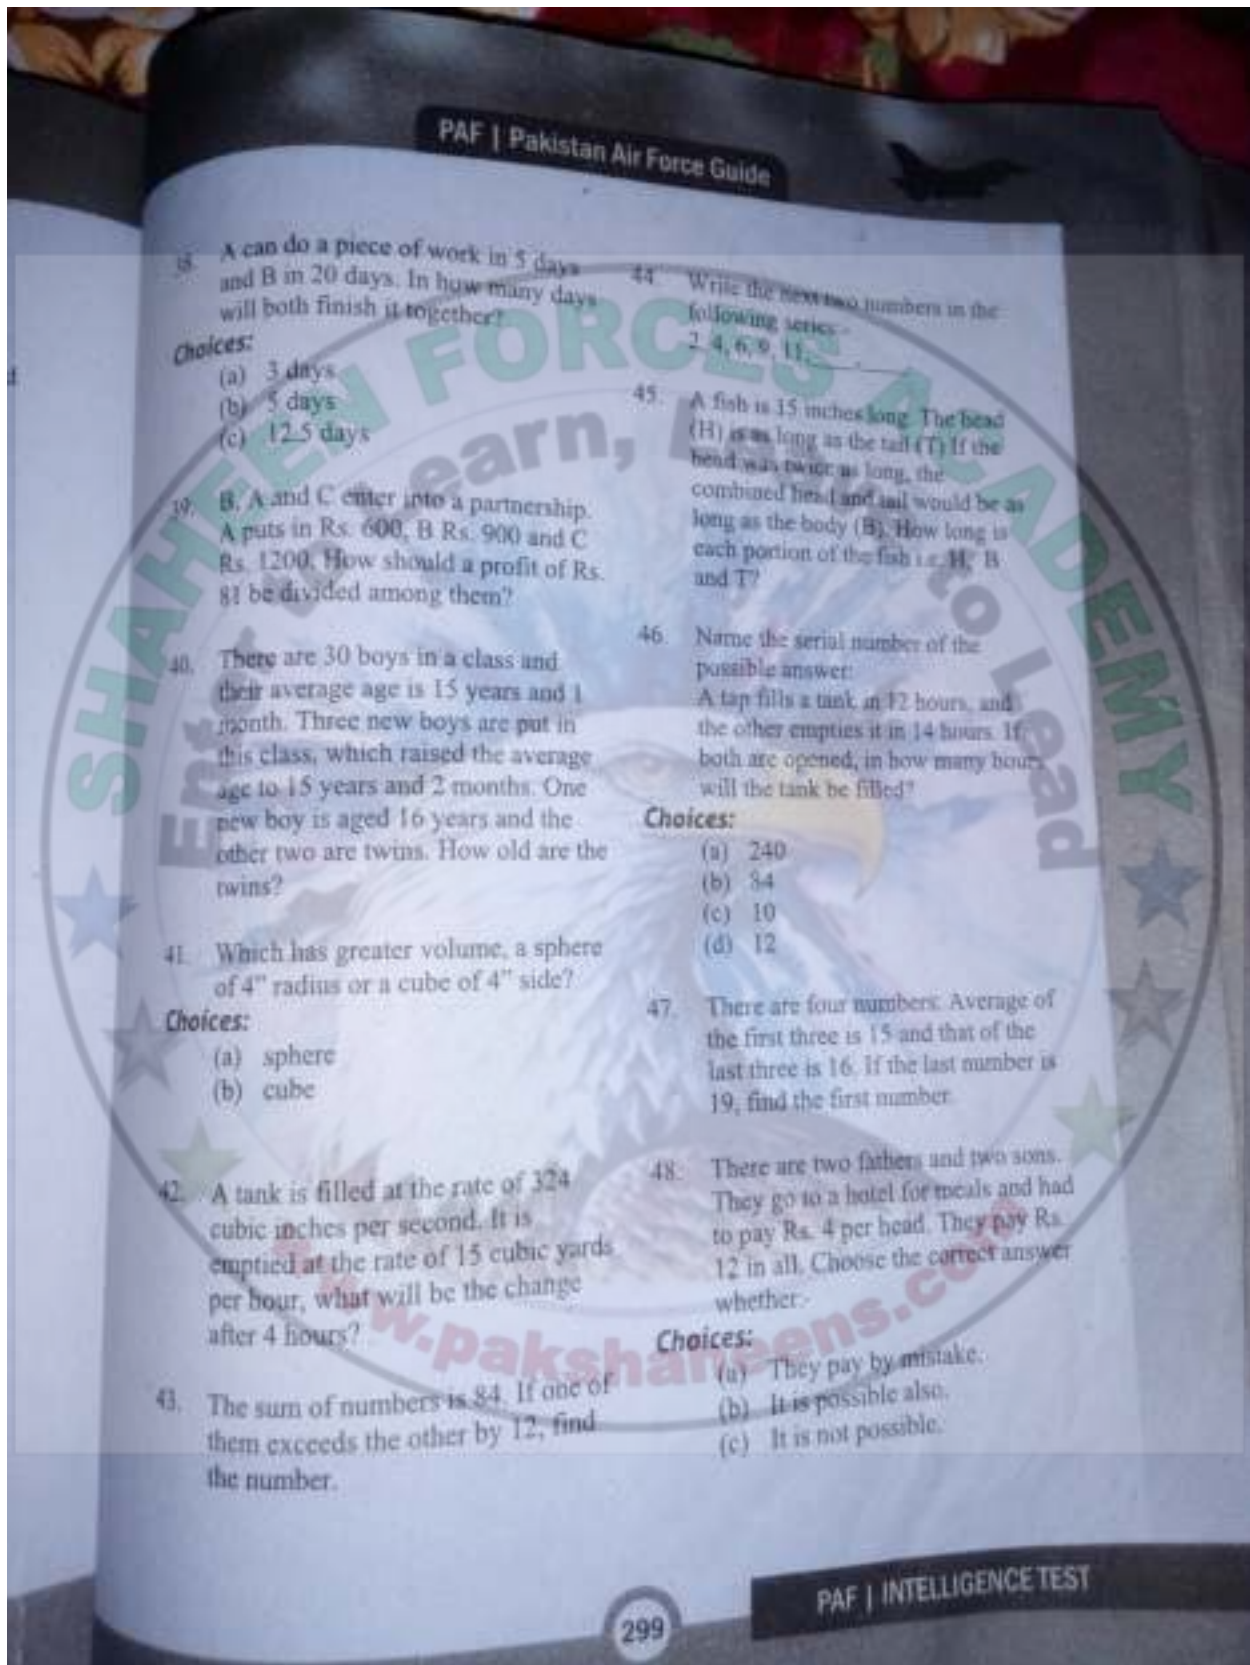 PAF | Pakistan Air Force Guide
A can do a piece of work in 5 days
and B in 20 days. In how many days
will both finish it together?
Choices:
(a) 3 days
(b) 5 days
(c) 12.5 days
39. B, A and C enter into a partnership.
A puts in Rs. 600, B Rs. 900 and C
Rs. 1200. How should a profit of Rs.
81 be divided among them?
40. There are 30 boys in a class and
their average age is 15 years and 1
month. Three new boys are put in
this class, which raised the average
age to 15 years and 2 months. One
new boy is aged 16 years and the
other two are twins. How old are the
twins?
41. Which has greater volume, a sphere
of 4" radius or a cube of 4" side?
Choices:
(a) sphere
(b) cube
42. A tank is filled at the rate of 324
cubic inches per second. It is
emptied at the rate of 15 cubic yards
per hour, what will be the change
after 4 hours?
43. The sum of numbers is 84. If one of
them exceeds the other by 12, find
the number.
44. Write the next two numbers in the
following series:-
2, 4, 6, 9, 11, ____, ____
45. A fish is 15 inches long. The head
(H) is as long as the tail (T) If the
head was twice as long, the
combined head and tail would be as
long as the body (B). How long is
each portion of the fish i.e. H, B
and T?
46. Name the serial number of the
possible answer:
A tap fills a tank in 12 hours, and
the other empties it in 14 hours. If
both are opened, in how many hours
will the tank be filled?
Choices:
(a) 240
(b) 84
(c) 10
(d) 12
47. There are four numbers. Average of
the first three is 15 and that of the
last three is 16. If the last number is
19, find the first number.
48. There are two fathers and two sons.
They go to a hotel for meals and had
to pay Rs. 4 per head. They pay Rs.
12 in all. Choose the correct answer
whether:-
Choices:
(a) They pay by mistake.
(b) It is possible also.
(c) It is not possible.
299
PAF | INTELLIGENCE TEST
SHAHEEN FORCES ACADEMY
Enter to Learn, Leave to Lead
www.pakshaheens.com